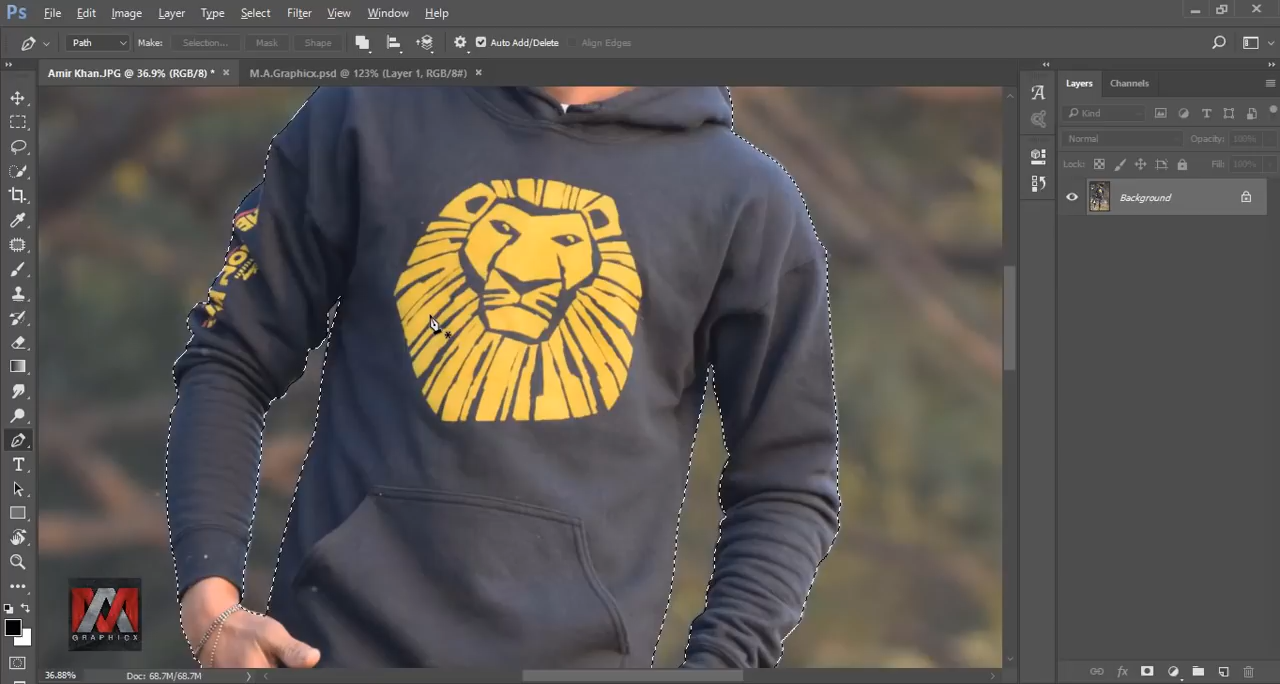 Ps File Edit Image Layer Type Select Filter View Window Help
Path Make: Selection... Mask Shape Auto Add/Delete Align Edges
Amir Khan.JPG @ 36.9% (RGB/8) * × M.A.Graphicx.psd @ 123% (Layer 1, RGB/8#) ×
Layers Channels
Kind
Normal Opacity: 100%
Lock: Fill: 100%
Background
GRAPHICX
36.88% Doc: 68.7M/68.7M